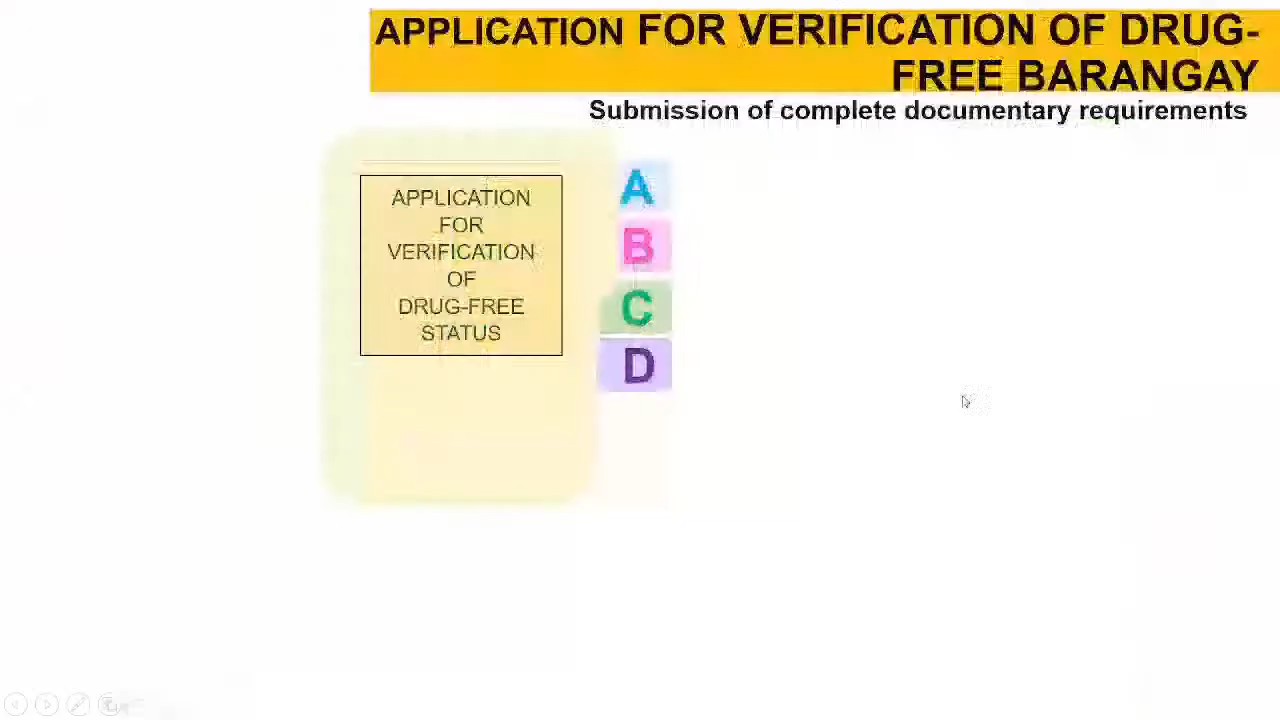 APPLICATION FOR VERIFICATION OF DRUG-
FREE BARANGAY
Submission of complete documentary requirements
APPLICATION
FOR
VERIFICATION
OF
DRUG-FREE
STATUS
A
B
C
D